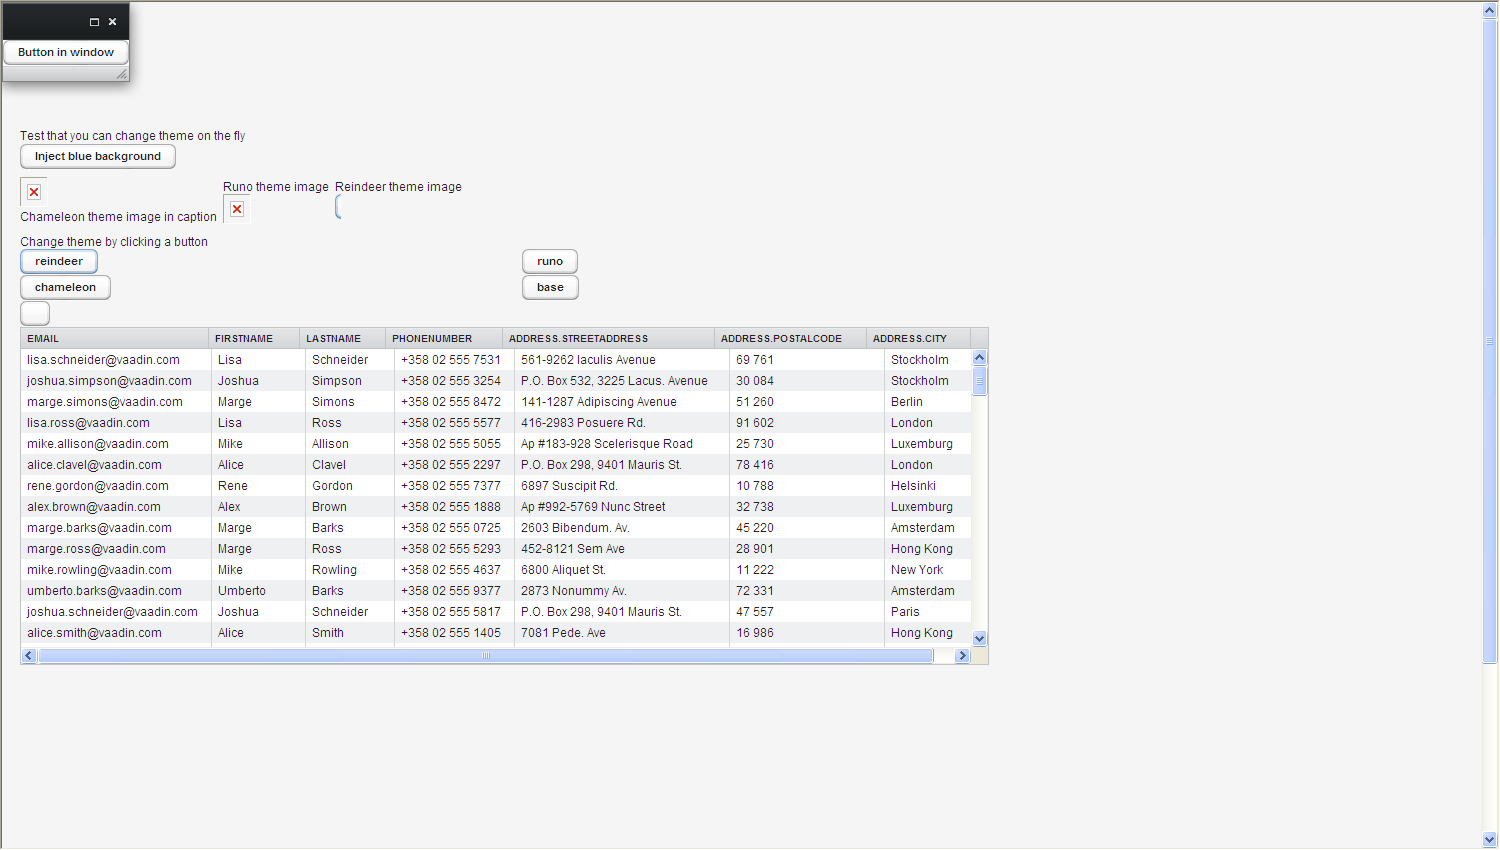 Button in window
Test that you can change theme on the fly
Inject blue background
Runo theme image Reindeer theme image
Chameleon theme image in caption
Change theme by clicking a button
reindeer runo
chameleon base
EMAIL FIRSTNAME LASTNAME PHONENUMBER ADDRESS.STREETADDRESS ADDRESS.POSTALCODE ADDRESS.CITY
lisa.schneider@vaadin.com Lisa Schneider +358 02 555 7531 561-9262 Iaculis Avenue 69 761 Stockholm
joshua.simpson@vaadin.com Joshua Simpson +358 02 555 3254 P.O. Box 532, 3225 Lacus. Avenue 30 084 Stockholm
marge.simons@vaadin.com Marge Simons +358 02 555 8472 141-1287 Adipiscing Avenue 51 260 Berlin
lisa.ross@vaadin.com Lisa Ross +358 02 555 5577 416-2983 Posuere Rd. 91 602 London
mike.allison@vaadin.com Mike Allison +358 02 555 5055 Ap #183-928 Scelerisque Road 25 730 Luxemburg
alice.clavel@vaadin.com Alice Clavel +358 02 555 2297 P.O. Box 298, 9401 Mauris St. 78 416 London
rene.gordon@vaadin.com Rene Gordon +358 02 555 7377 6897 Suscipit Rd. 10 788 Helsinki
alex.brown@vaadin.com Alex Brown +358 02 555 1888 Ap #992-5769 Nunc Street 32 738 Luxemburg
marge.barks@vaadin.com Marge Barks +358 02 555 0725 2603 Bibendum. Av. 45 220 Amsterdam
marge.ross@vaadin.com Marge Ross +358 02 555 5293 452-8121 Sem Ave 28 901 Hong Kong
mike.rowling@vaadin.com Mike Rowling +358 02 555 4637 6800 Aliquet St. 11 222 New York
umberto.barks@vaadin.com Umberto Barks +358 02 555 9377 2873 Nonummy Av. 72 331 Amsterdam
joshua.schneider@vaadin.com Joshua Schneider +358 02 555 5817 P.O. Box 298, 9401 Mauris St. 47 557 Paris
alice.smith@vaadin.com Alice Smith +358 02 555 1405 7081 Pede. Ave 16 986 Hong Kong